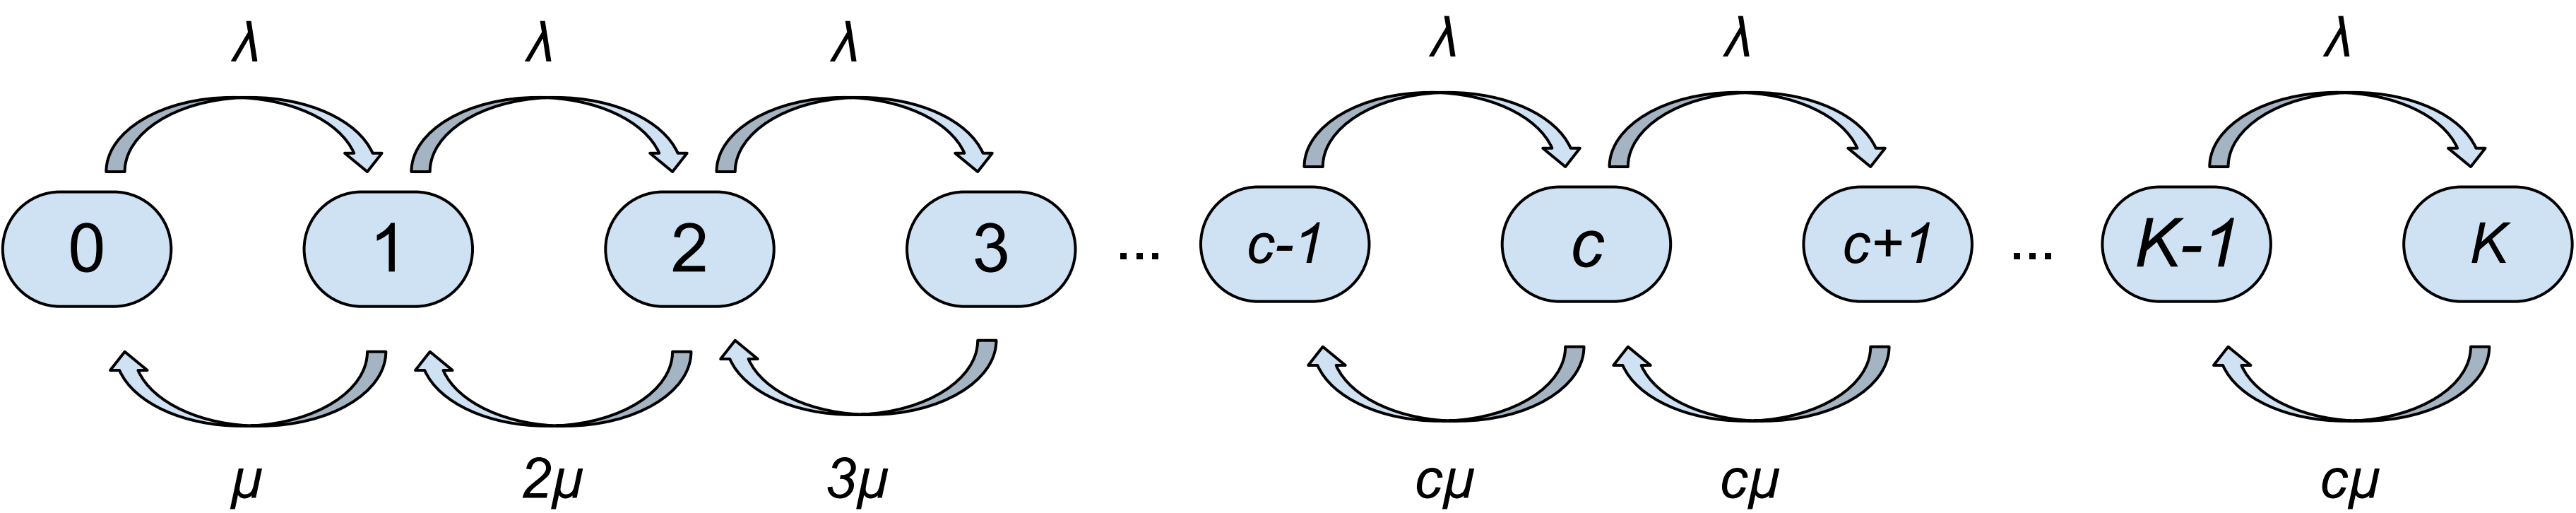 λ λ λ λ λ λ
0 1 2 3 ... c-1 c c+1 ... K-1 K
μ 2μ 3μ cμ cμ cμ